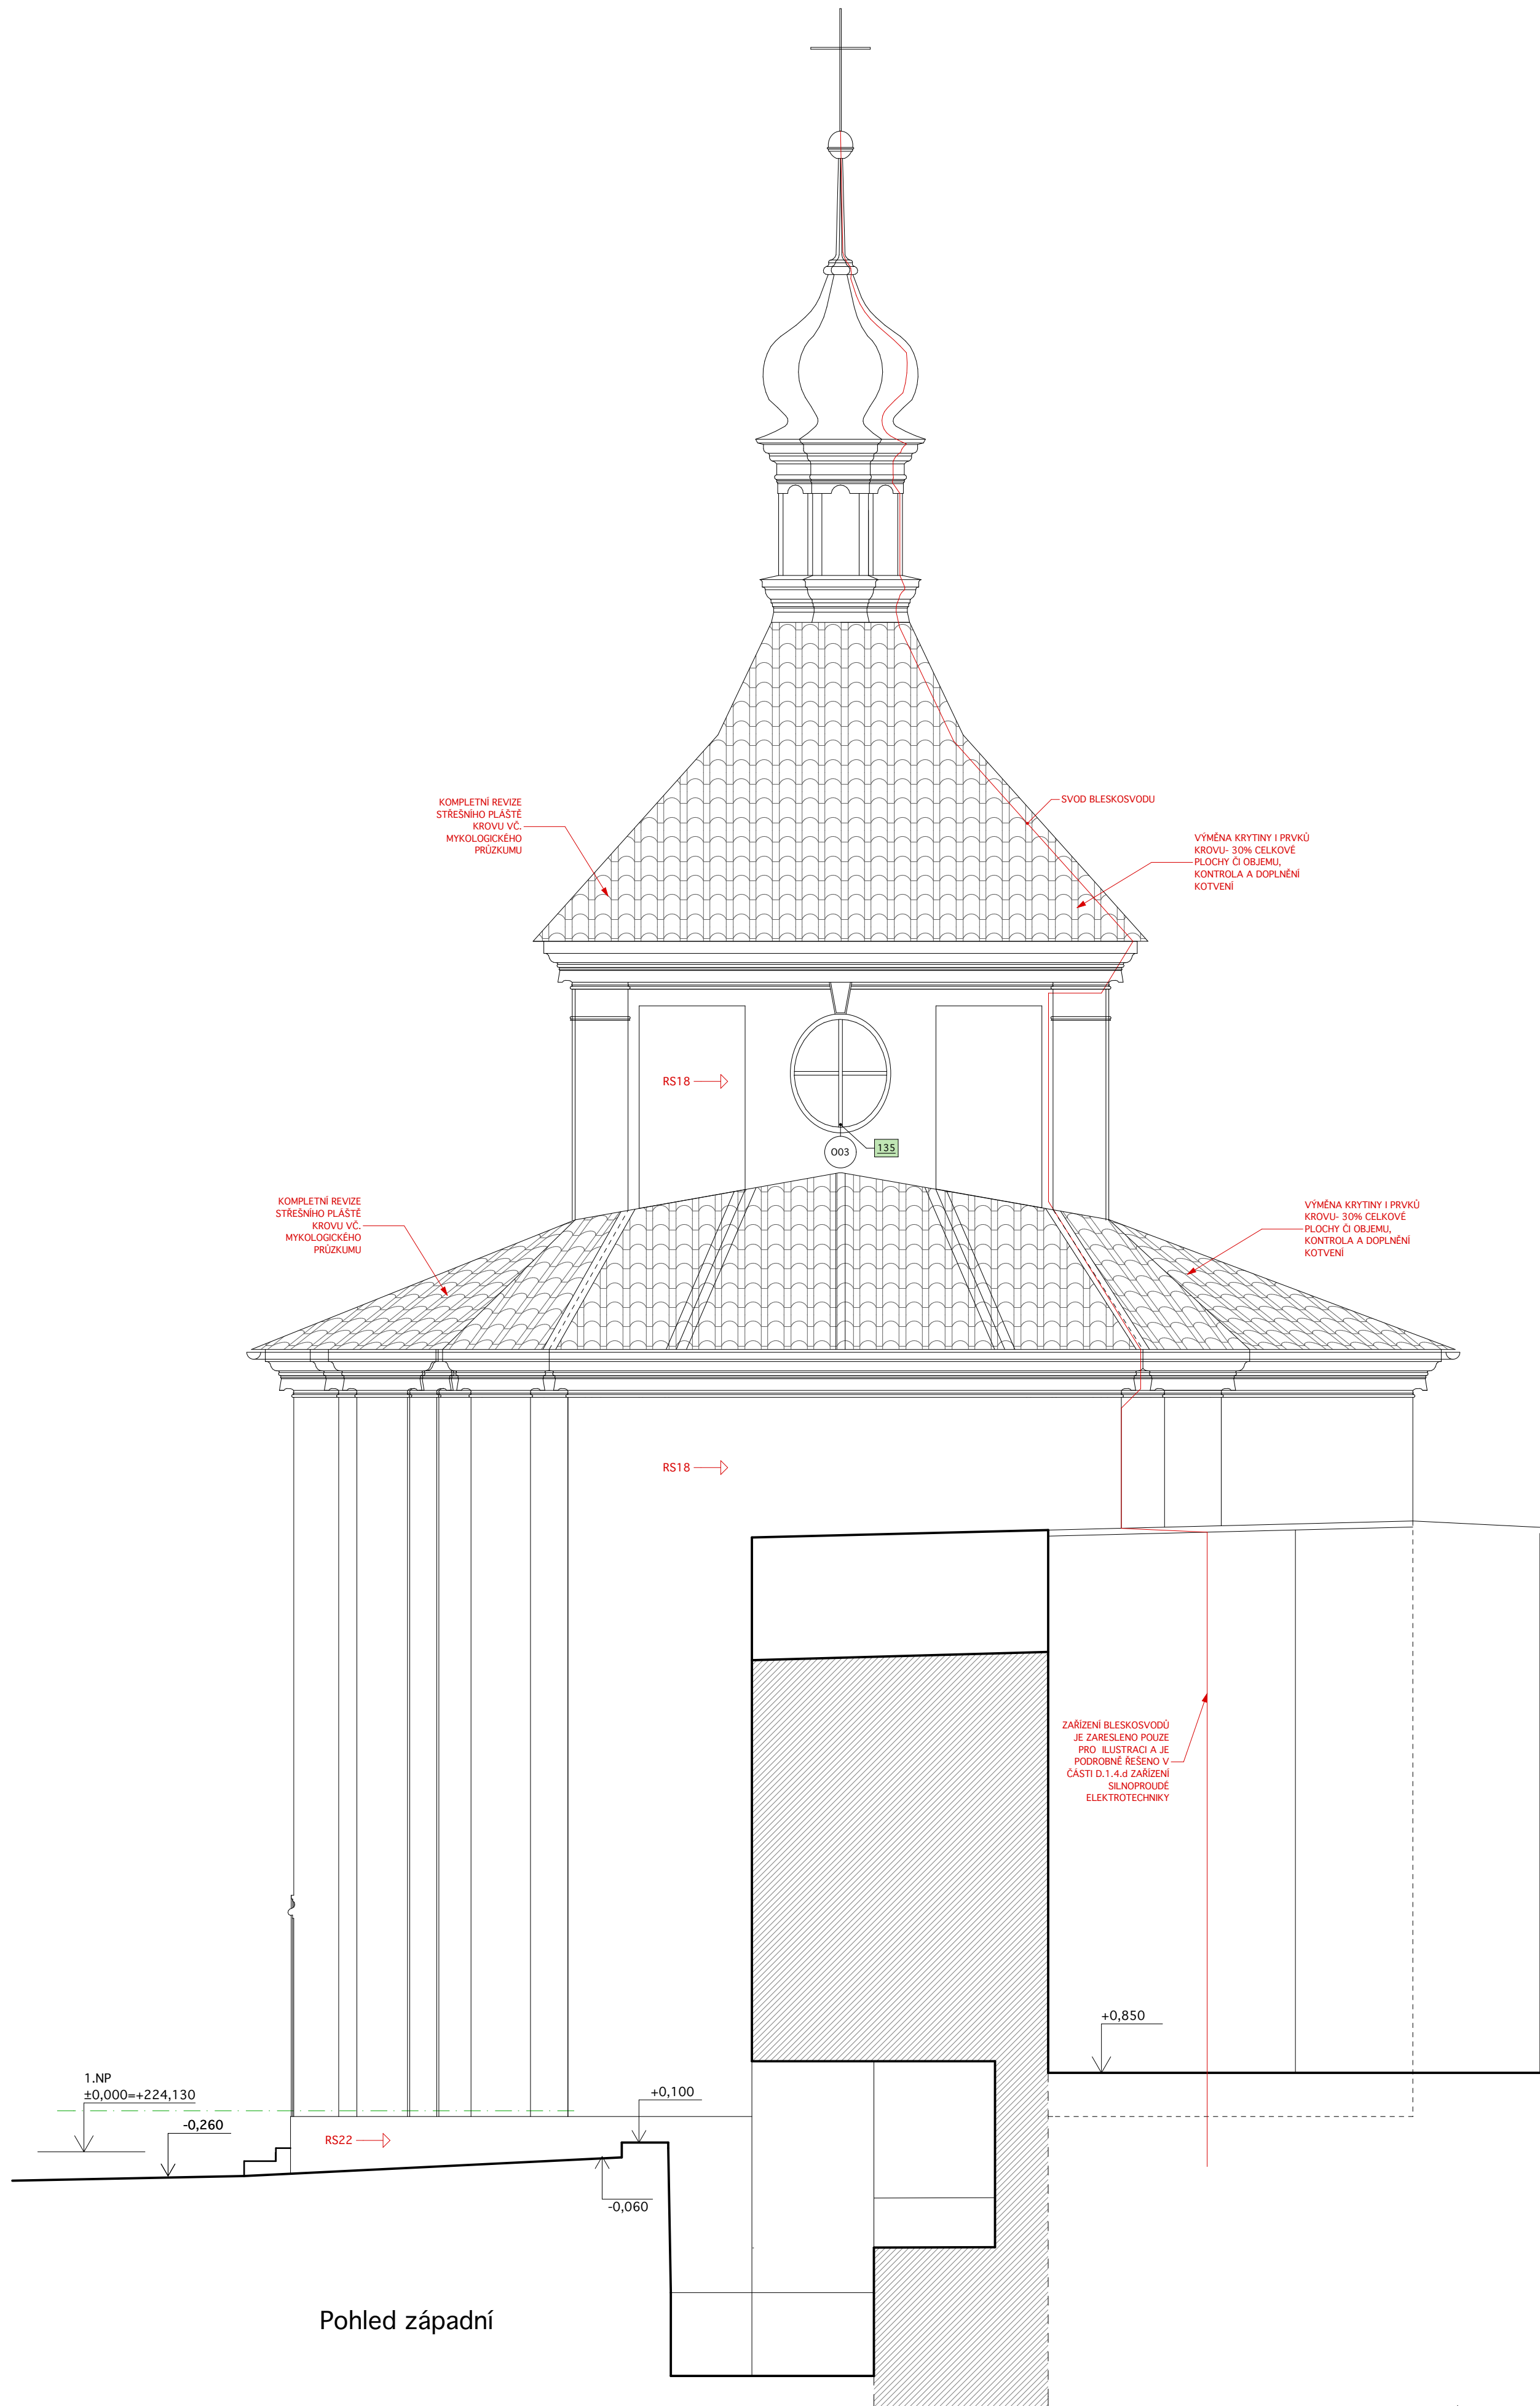 KOMPLETNÍ REVIZE
STŘEŠNÍHO PLÁŠTĚ
KROVU VČ.
MYKOLOGICKÉHO
PRŮZKUMU
SVOD BLESKOSVODU
VÝMĚNA KRYTINY I PRVKŮ
KROVU- 30% CELKOVÉ
PLOCHY ČI OBJEMU,
KONTROLA A DOPLNĚNÍ
KOTVENÍ
RS18
O03
135
KOMPLETNÍ REVIZE
STŘEŠNÍHO PLÁŠTĚ
KROVU VČ.
MYKOLOGICKÉHO
PRŮZKUMU
VÝMĚNA KRYTINY I PRVKŮ
KROVU- 30% CELKOVÉ
PLOCHY ČI OBJEMU,
KONTROLA A DOPLNĚNÍ
KOTVENÍ
RS18
ZAŘÍZENÍ BLESKOSVODŮ
JE ZARESLENO POUZE
PRO ILUSTRACI A JE
PODROBNĚ ŘEŠENO V
ČÁSTI D.1.4.d ZAŘÍZENÍ
SILNOPROUDÉ
ELEKTROTECHNIKY
+0,850
1.NP
±0,000=+224,130
+0,100
-0,260
RS22
-0,060
Pohled západní